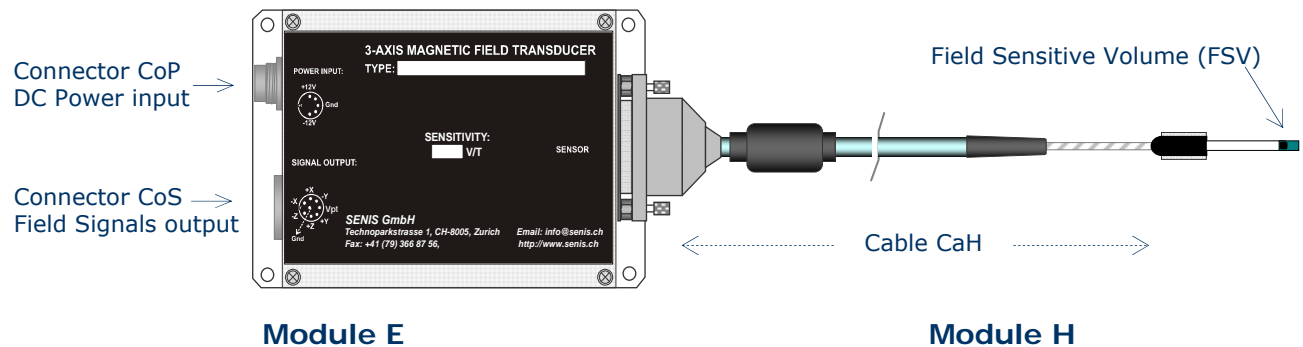 3-AXIS MAGNETIC FIELD TRANSDUCER
TYPE:
POWER INPUT:
+12V
Gnd
-12V
Connector CoP
DC Power input
Field Sensitive Volume (FSV)
SENSITIVITY:
V/T
SENSOR
SIGNAL OUTPUT:
+X
-X
-Y
Vpt
-Z
+Y
+Z
Gnd
Connector CoS
Field Signals output
SENIS GmbH
Technoparkstrasse 1, CH-8005, Zurich
Email: info@senis.ch
Fax: +41 (79) 366 87 56,
http://www.senis.ch
Cable CaH
Module E
Module H